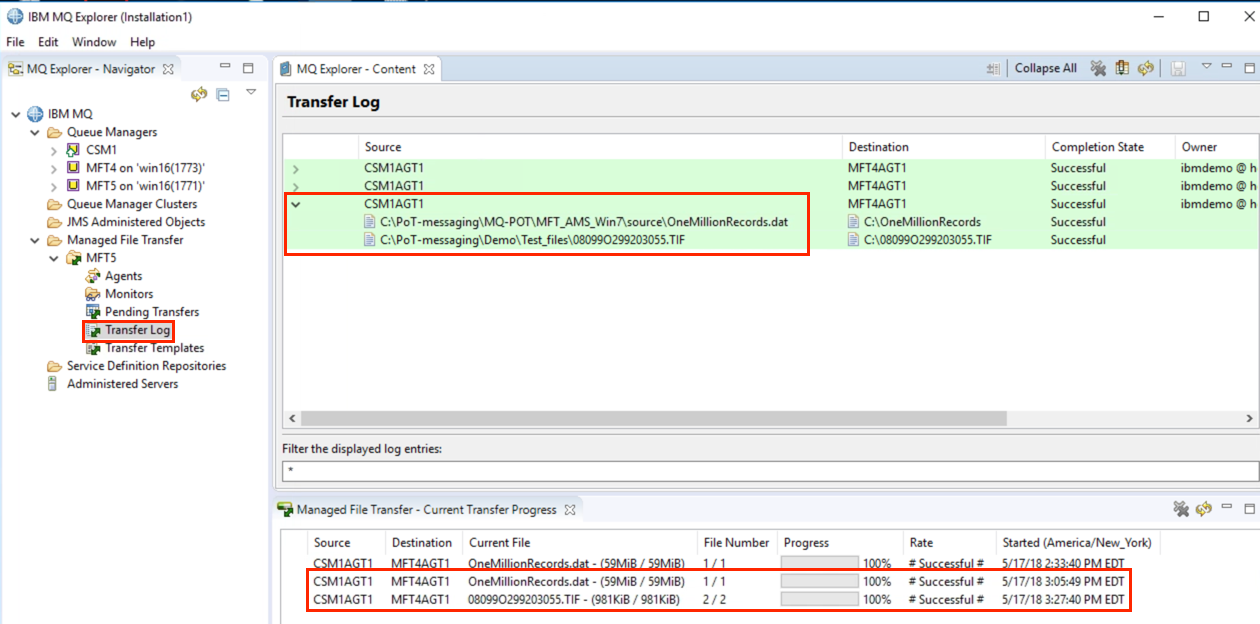 IBM MQ Explorer (Installation1)
File Edit Window Help
MQ Explorer - Navigator
IBM MQ
Queue Managers
CSM1
MFT4 on 'win16(1773)'
MFT5 on 'win16(1771)'
Queue Manager Clusters
JMS Administered Objects
Managed File Transfer
MFT5
Agents
Monitors
Pending Transfers
Transfer Log
Transfer Templates
Service Definition Repositories
Administered Servers
MQ Explorer - Content
Collapse All
Transfer Log
Source Destination Completion State Owner
CSM1AGT1 MFT4AGT1 Successful ibmdemo @ h
CSM1AGT1 MFT4AGT1 Successful ibmdemo @ h
CSM1AGT1 MFT4AGT1 Successful ibmdemo @ h
C:\PoT-messaging\MQ-POT\MFT_AMS_Win7\source\OneMillionRecords.dat C:\OneMillionRecords Successful
C:\PoT-messaging\Demo\Test_files\08099O299203055.TIF C:\08099O299203055.TIF Successful
Filter the displayed log entries:
*
Managed File Transfer - Current Transfer Progress
Source Destination Current File File Number Progress Rate Started (America/New_York)
CSM1AGT1 MFT4AGT1 OneMillionRecords.dat - (59MiB / 59MiB) 1 / 1 100% # Successful # 5/17/18 2:33:40 PM EDT
CSM1AGT1 MFT4AGT1 OneMillionRecords.dat - (59MiB / 59MiB) 1 / 1 100% # Successful # 5/17/18 3:05:49 PM EDT
CSM1AGT1 MFT4AGT1 08099O299203055.TIF - (981KiB / 981KiB) 2 / 2 100% # Successful # 5/17/18 3:27:40 PM EDT